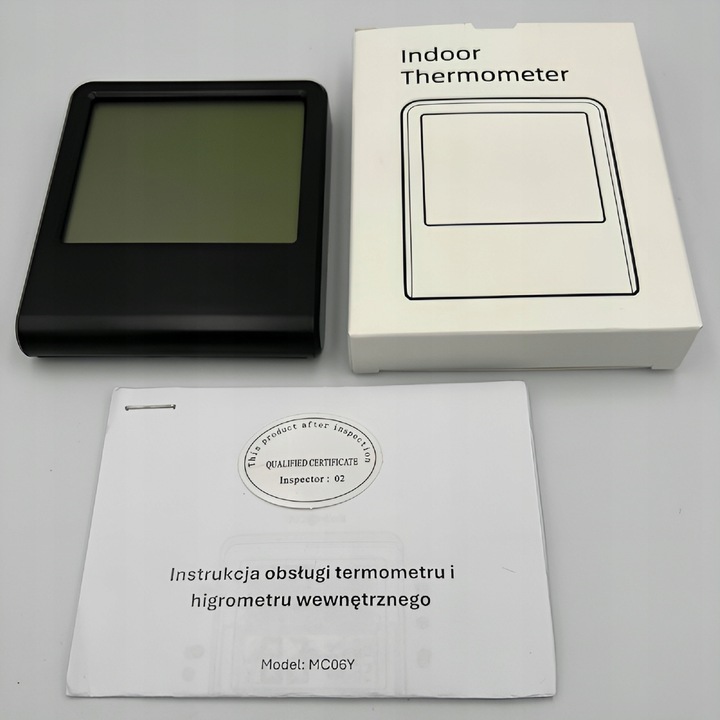 Indoor
Thermometer
This product after inspection
QUALIFIED CERTIFICATE
Inspector : 02
Instrukcja obsługi termometru i
higrometru wewnętrznego
Model: MC06Y